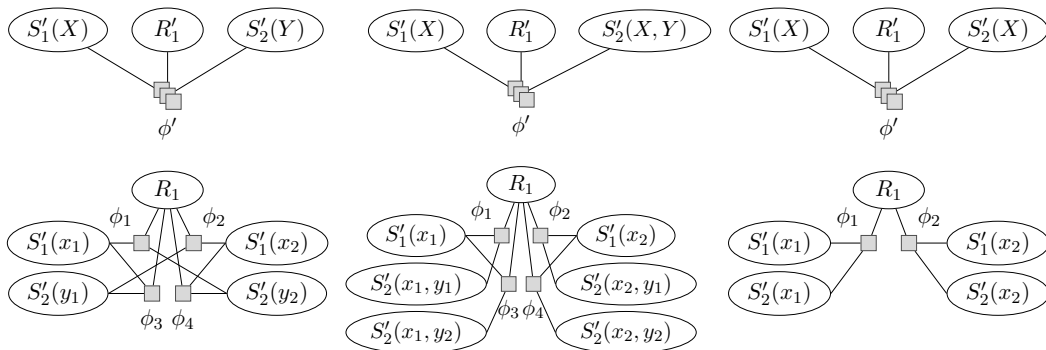 S′₁(X) R′₁ S′₂(Y) S′₁(X) R′₁ S′₂(X, Y) S′₁(X) R′₁ S′₂(X)
ϕ′ ϕ′ ϕ′
R₁ R₁ R₁
ϕ₁ ϕ₂ ϕ₁ ϕ₂ ϕ₁ ϕ₂
S′₁(x₁) S′₁(x₂) S′₁(x₁) S′₁(x₂) S′₁(x₁) S′₁(x₂)
S′₂(y₁) S′₂(y₂) S′₂(x₁, y₁) S′₂(x₂, y₁) S′₂(x₁) S′₂(x₂)
ϕ₃ ϕ₄ ϕ₃ ϕ₄
S′₂(x₁, y₂) S′₂(x₂, y₂)